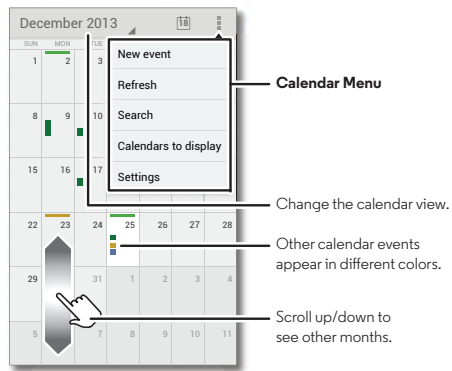 December 2013
18
SUN MON TUE
1 2 3
New event
Refresh
Search
Calendars to display
Settings
Calendar Menu
8 9 10
15 16 17
Change the calendar view.
22 23 24 25 26 27 28
Other calendar events
appear in different colors.
29 31 1 2 3 4
Scroll up/down to
see other months.
5 7 8 9 10 11